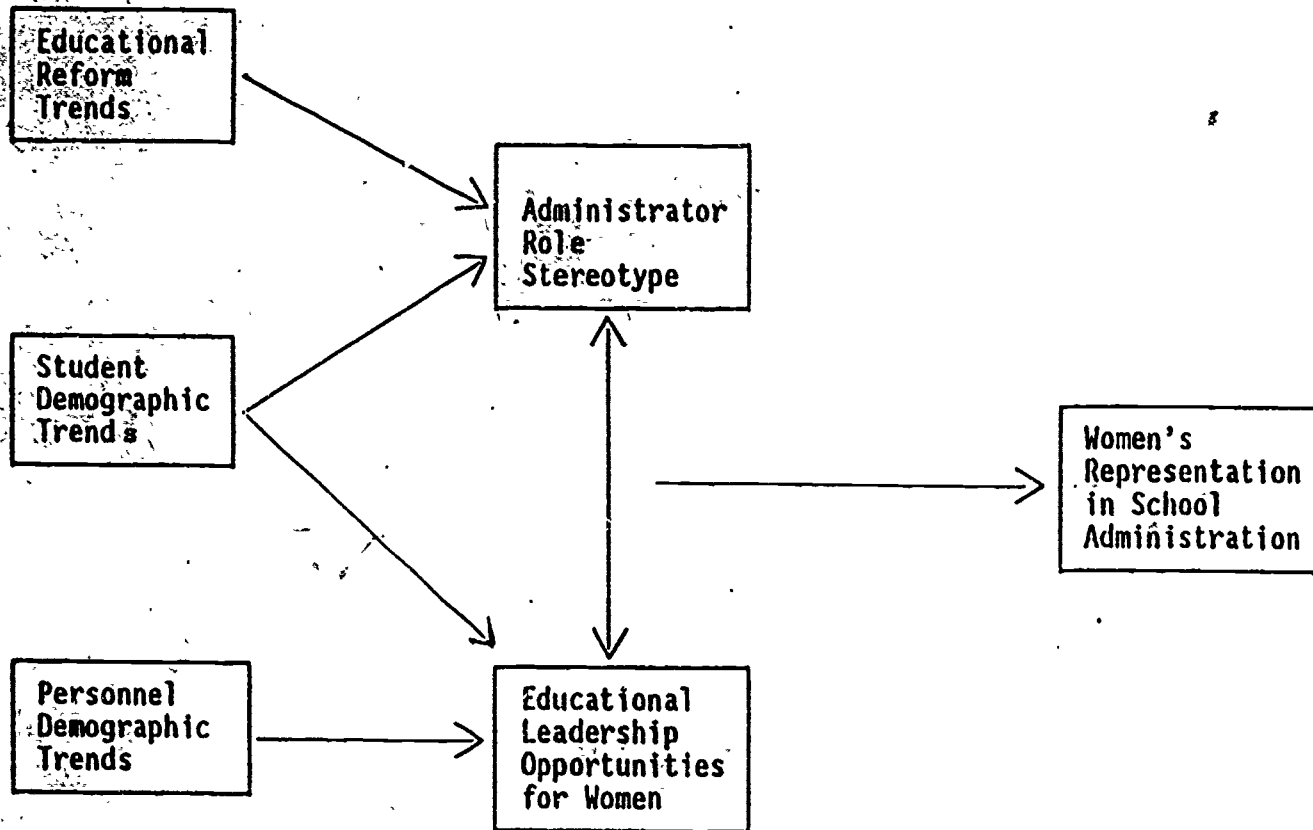 Educational
Reform
Trends
Administrator
Role
Stereotype
Student
Demographic
Trends
Women's
Representation
in School
Administration
Personnel
Demographic
Trends
Educational
Leadership
Opportunities
for Women